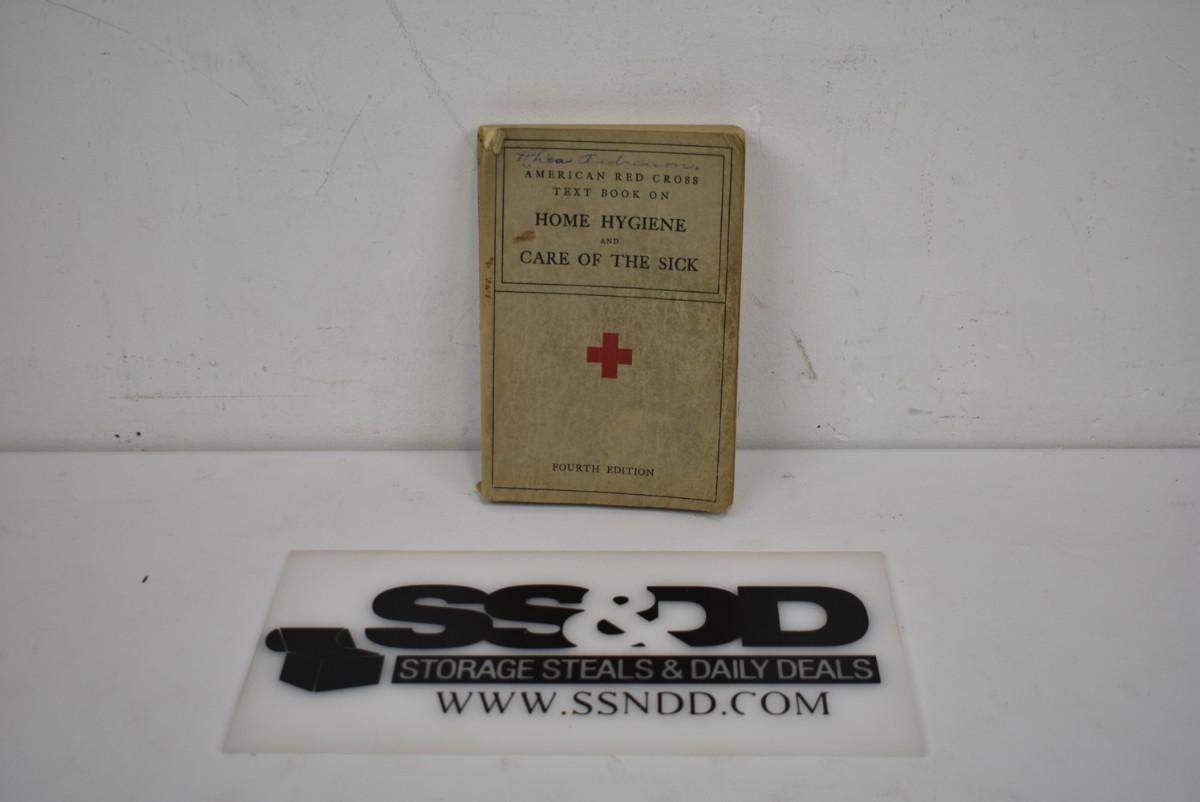 Rhea
AMERICAN RED CROSS
TEXT BOOK ON
HOME HYGIENE
AND
CARE OF THE SICK
FOURTH EDITION
SS&DD
STORAGE STEALS & DAILY DEALS
WWW.SSNDD.COM